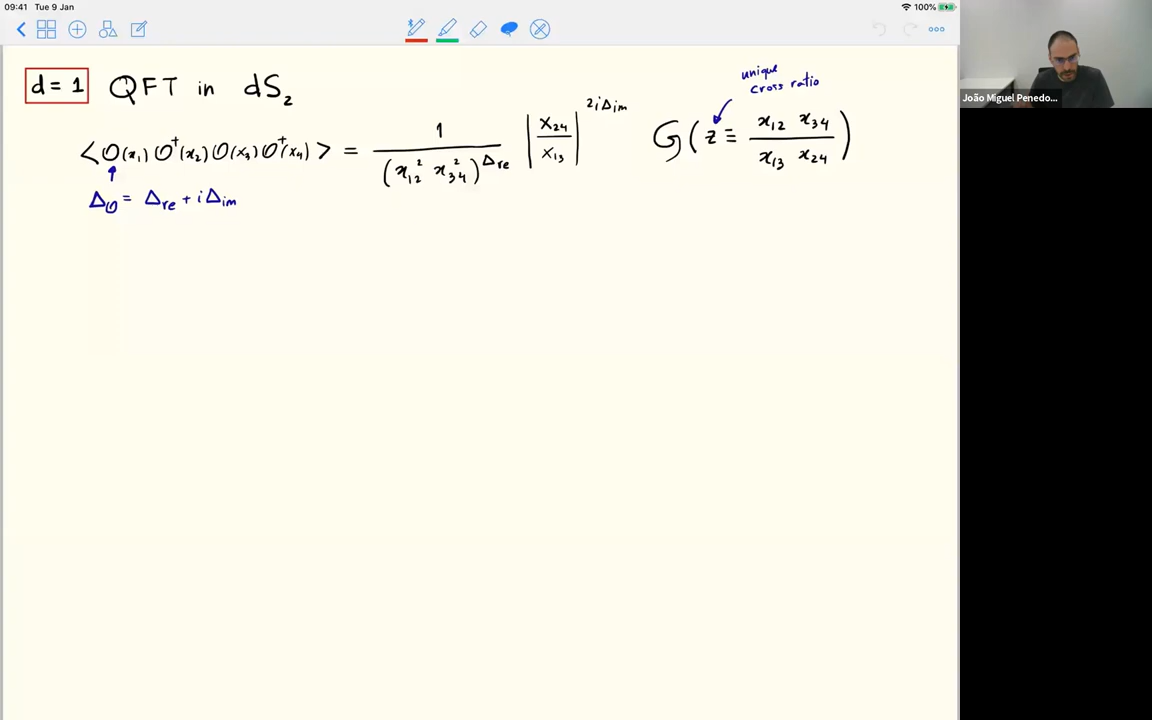 09:41 Tue 9 Jan
100%
d = 1 QFT in dS₂
unique
cross ratio
<O(x₁) O†(x₂) O(x₃) O†(x₄)> = 1 / (x₁₂² x₃₄²)^Δre |x₂₄ / x₁₃|^2iΔim G(z ≡ x₁₂ x₃₄ / x₁₃ x₂₄)
Δ_O = Δre + iΔim
João Miguel Penedo...